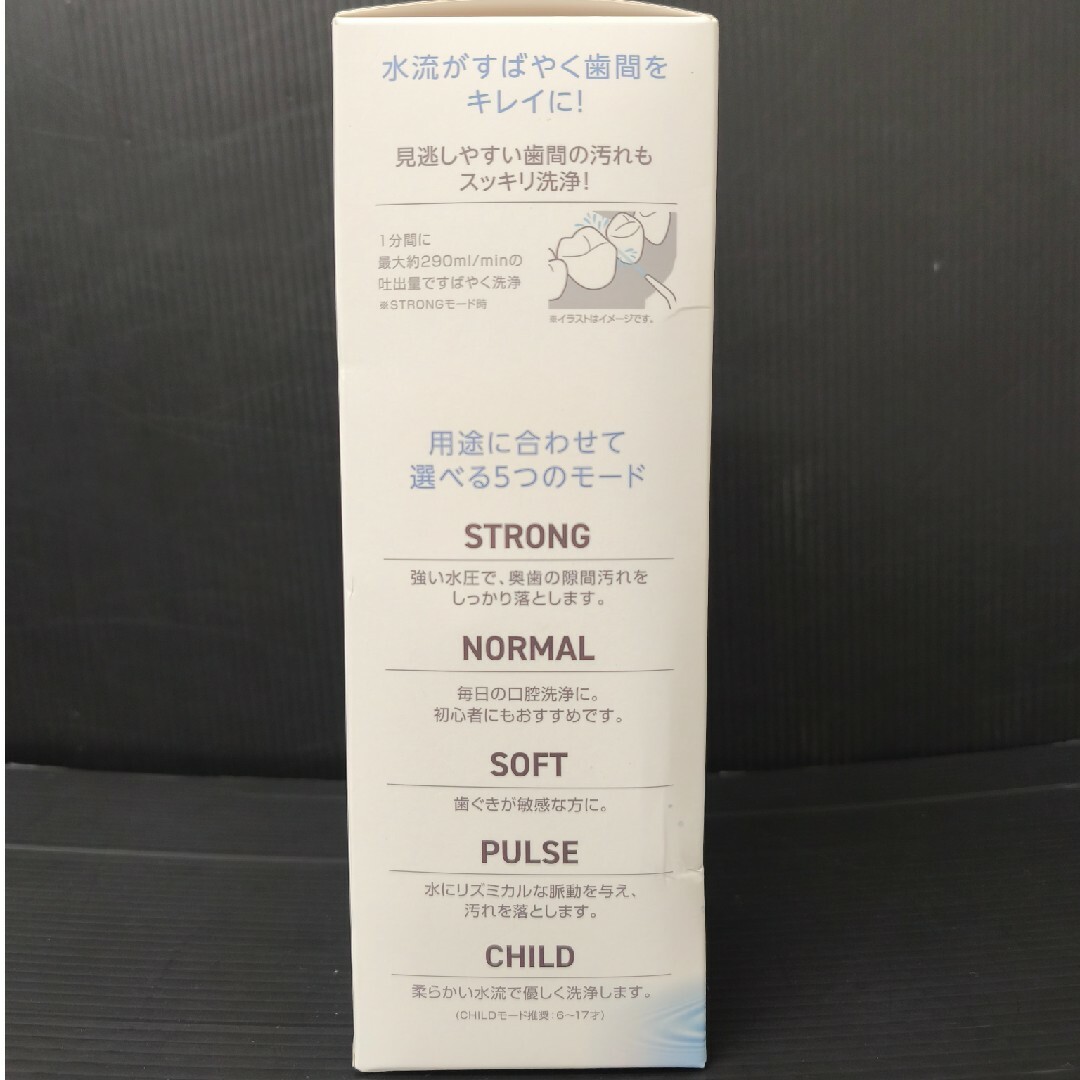 水流がすばやく歯間を
キレイに!
見逃しやすい歯間の汚れも
スッキリ洗浄!
1分間に
最大約290ml/minの
吐出量ですばやく洗浄
※STRONGモード時
※イラストはイメージです。
用途に合わせて
選べる5つのモード
STRONG
強い水圧で、奥歯の隙間汚れを
しっかり落とします。
NORMAL
毎日の口腔洗浄に。
初心者にもおすすめです。
SOFT
歯ぐきが敏感な方に。
PULSE
水にリズミカルな脈動を与え、
汚れを落とします。
CHILD
柔らかい水流で優しく洗浄します。
(CHILDモード推奨:6〜17才)